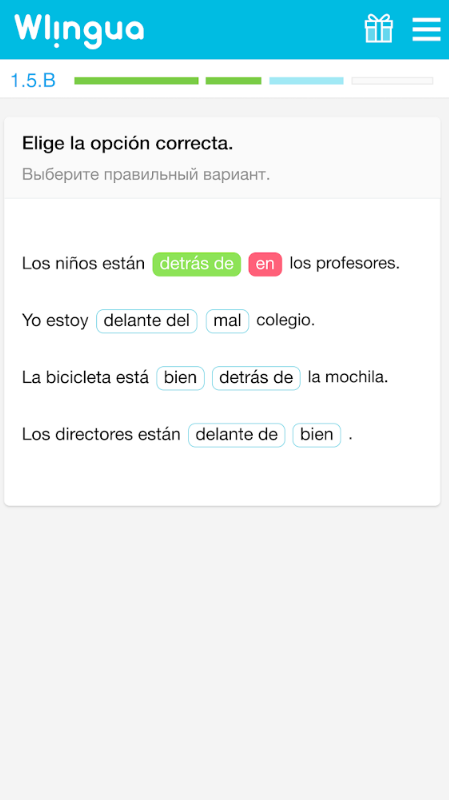 Wlingua
1.5.B
Elige la opción correcta.
Выберите правильный вариант.
Los niños están detrás de en los profesores.
Yo estoy delante del mal colegio.
La bicicleta está bien detrás de la mochila.
Los directores están delante de bien .